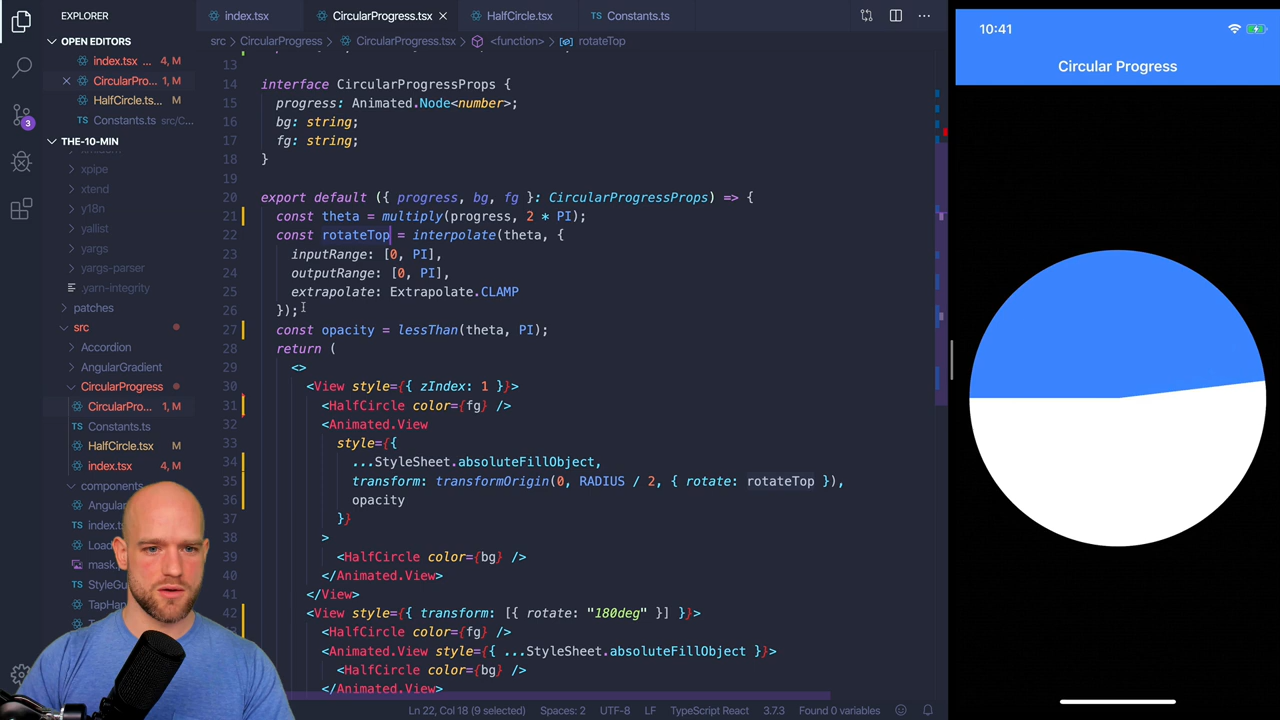 EXPLORER
OPEN EDITORS
index.tsx ... 4, M
CircularPro... 1, M
HalfCircle.ts... M
Constants.ts src/C...
THE-10-MIN
xpipe
xtend
y18n
yallist
yargs
yargs-parser
.yarn-integrity
patches
src
Accordion
AngularGradient
CircularProgress
CircularPro... 1, M
Constants.ts
HalfCircle.tsx M
index.tsx 4, M
components
Angu
index.t
Load
mask.p
StyleGu
TapHan
3
index.tsx
CircularProgress.tsx
HalfCircle.tsx
TS Constants.ts
src > CircularProgress > CircularProgress.tsx > <function> > rotateTop
13
14 interface CircularProgressProps {
15 progress: Animated.Node<number>;
16 bg: string;
17 fg: string;
18 }
19
20 export default ({ progress, bg, fg }: CircularProgressProps) => {
21 const theta = multiply(progress, 2 * PI);
22 const rotateTop = interpolate(theta, {
23 inputRange: [0, PI],
24 outputRange: [0, PI],
25 extrapolate: Extrapolate.CLAMP
26 });
27 const opacity = lessThan(theta, PI);
28 return (
29 <>
30 <View style={{ zIndex: 1 }}>
31 <HalfCircle color={fg} />
32 <Animated.View
33 style={{
34 ...StyleSheet.absoluteFillObject,
35 transform: transformOrigin(0, RADIUS / 2, { rotate: rotateTop }),
36 opacity
37 }}
38 >
39 <HalfCircle color={bg} />
40 </Animated.View>
41 </View>
42 <View style={{ transform: [{ rotate: "180deg" }] }}>
<HalfCircle color={fg} />
<Animated.View style={{ ...StyleSheet.absoluteFillObject }}>
<HalfCircle color={bg} />
</Animated.View>
Ln 22, Col 18 (9 selected) Spaces: 2 UTF-8 LF TypeScript React 3.7.3 Found 0 variables
10:41
Circular Progress